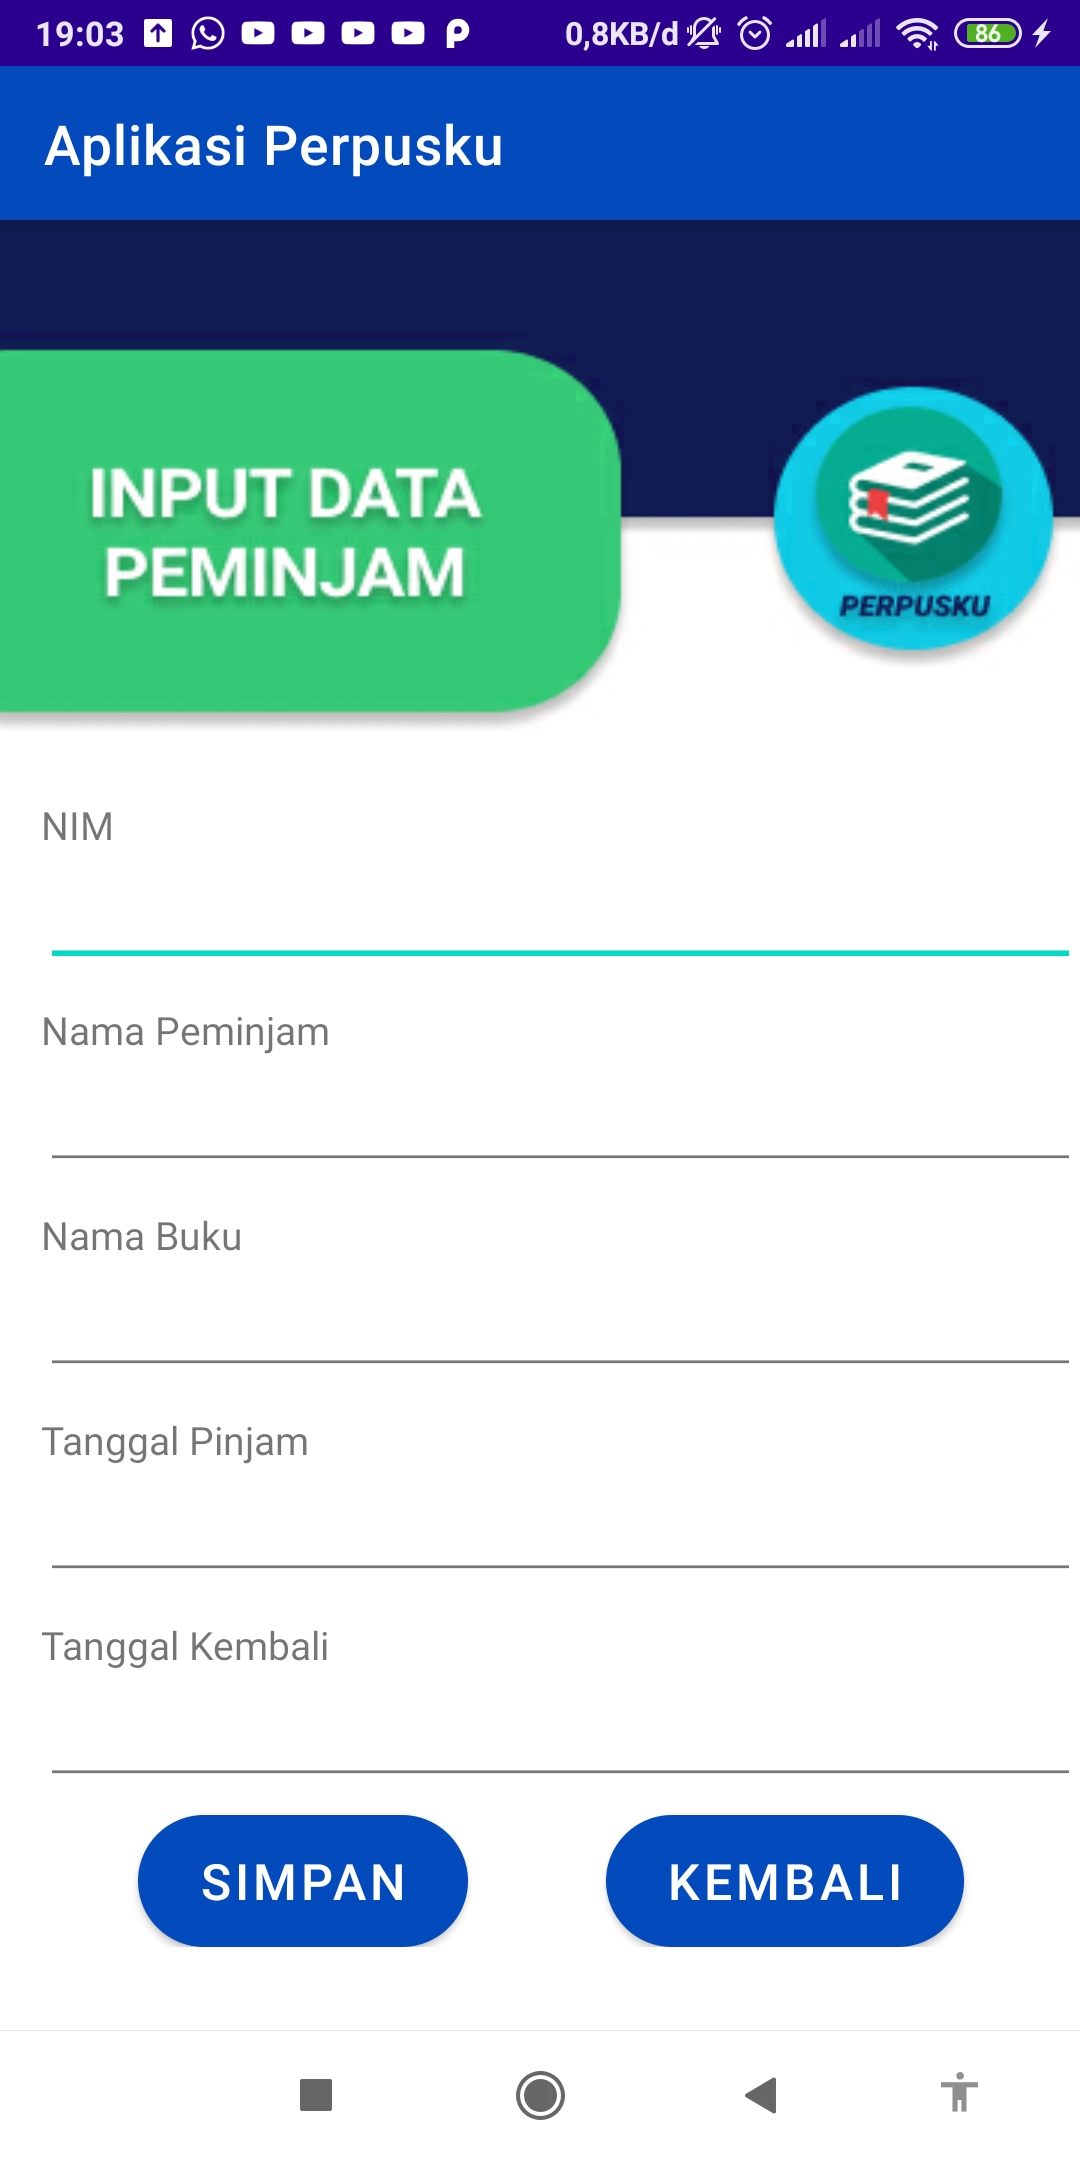 19:03 0,8KB/d 86
Aplikasi Perpusku
INPUT DATA
PEMINJAM
PERPUSKU
NIM
Nama Peminjam
Nama Buku
Tanggal Pinjam
Tanggal Kembali
SIMPAN KEMBALI